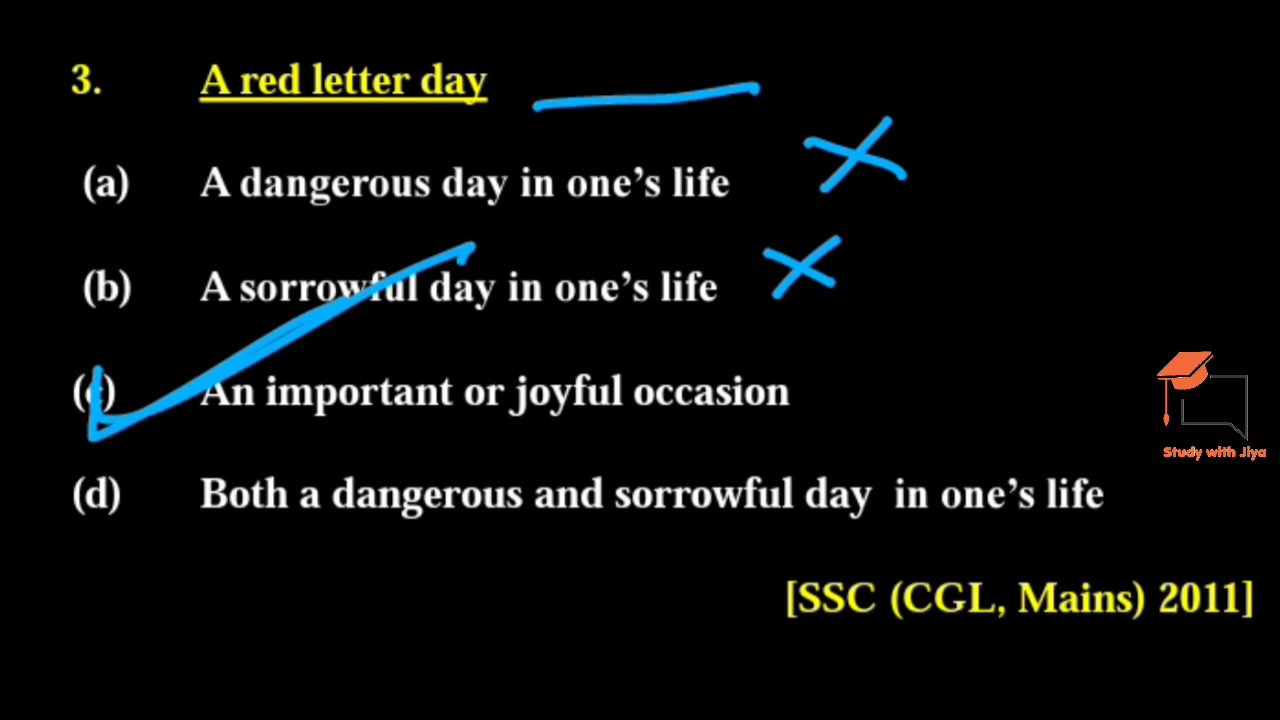 3. A red letter day
(a) A dangerous day in one’s life
(b) A sorrowful day in one’s life
(c) An important or joyful occasion
(d) Both a dangerous and sorrowful day in one’s life
Study with Jiya
[SSC (CGL, Mains) 2011]